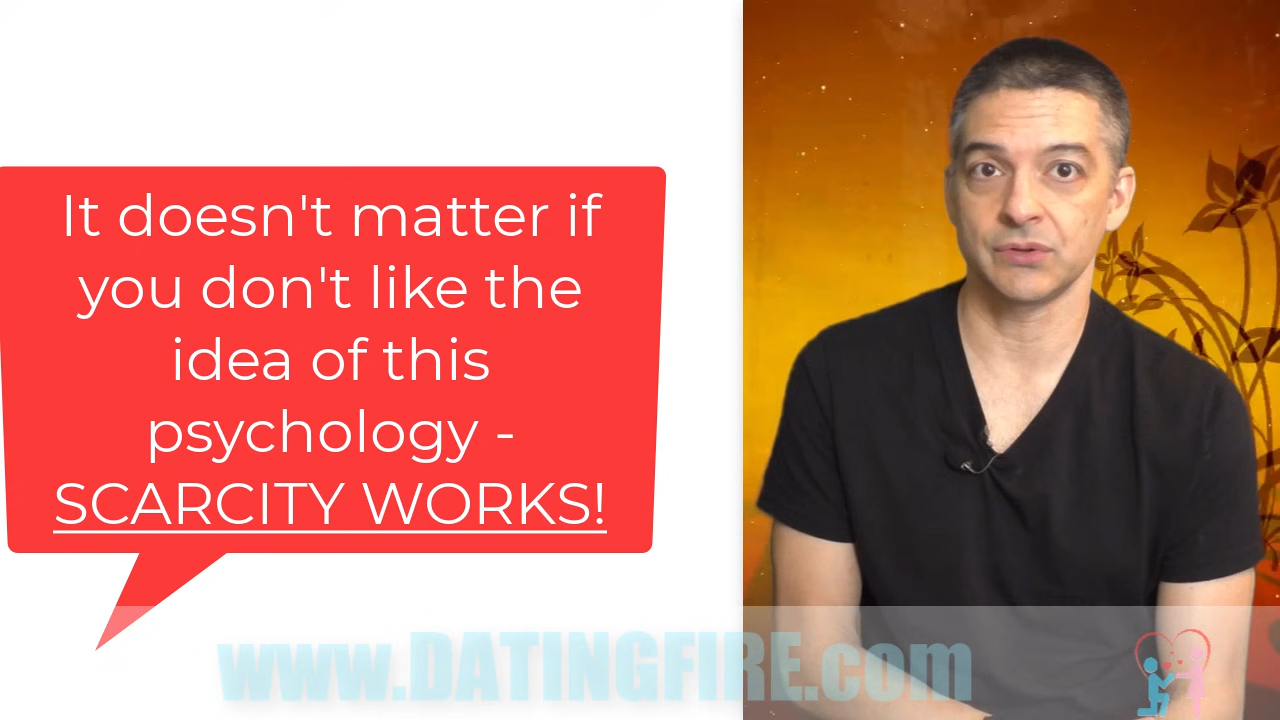 It doesn't matter if
you don't like the
idea of this
psychology -
SCARCITY WORKS!
www.DATINGFIRE.com